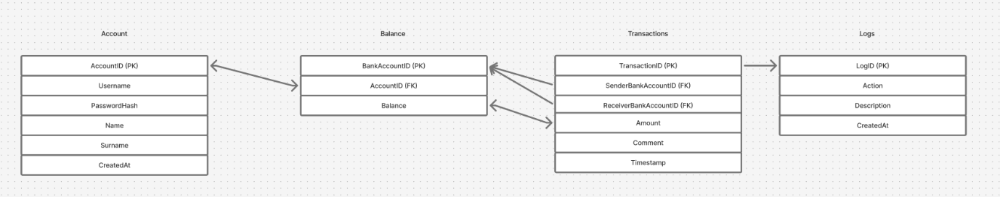 Account
AccountID (PK)
Username
PasswordHash
Name
Surname
CreatedAt
Balance
BankAccountID (PK)
AccountID (FK)
Balance
Transactions
TransactionID (PK)
SenderBankAccountID (FK)
ReceiverBankAccountID (FK)
Amount
Comment
Timestamp
Logs
LogID (PK)
Action
Description
CreatedAt